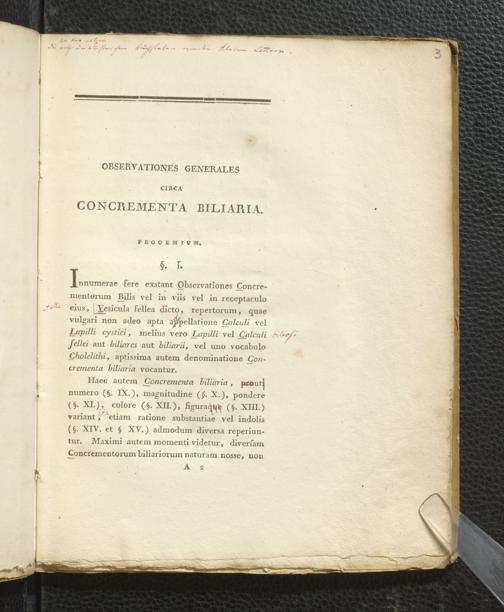 3
OBSERVATIONES GENERALES
CIRCA
CONCREMENTA BILIARIA.
PROOEMIUM.
§. I.
Innumerae fere exstant Observationes Concre-
mentorum Bilis vel in viis vel in receptaculo
eius, Vesicula fellea dicto, repertorum, quae
vulgari non adeo apta appellatione Calculi vel
Lapilli cystici, melius vero Lapilli vel Calculi
fellei aut biliares aut biliarii, vel uno vocabulo
Cholelithi, aptissima autem denominatione Con-
crementa biliaria vocantur.
Haec autem Concrementa biliaria, prouti
numero (§. IX.), magnitudine (§. X.), pondere
(§. XI.), colore (§. XII.), figuraque (§. XIII.)
variant, etiam ratione substantiae vel indolis
(§. XIV. et § XV.) admodum diversa reperiun-
tur. Maximi autem momenti videtur, diversam
Concrementorum biliariorum naturam nosse, non
A 2